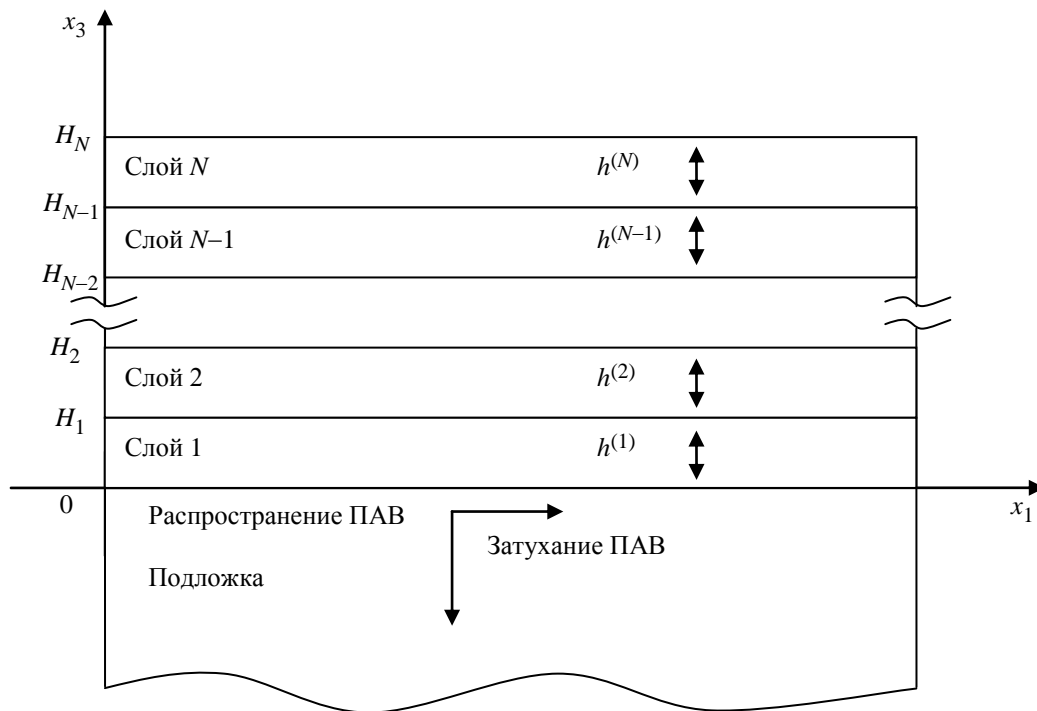 x3
HN
Слой N h(N)
HN–1
Слой N–1 h(N–1)
HN–2
H2
Слой 2 h(2)
H1
Слой 1 h(1)
0
x1
Распространение ПАВ
Затухание ПАВ
Подложка